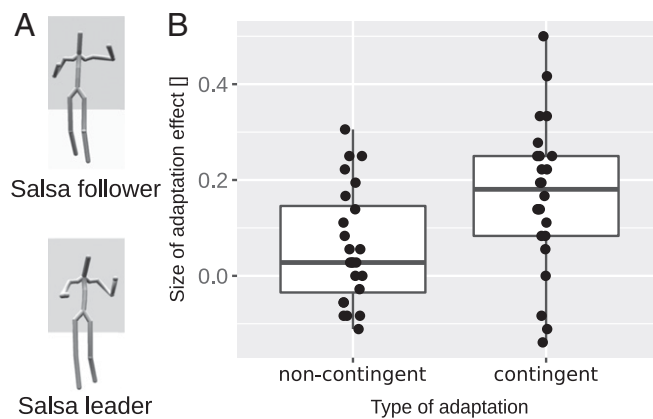 A
B
Salsa follower
Salsa leader
Size of adaptation effect []
0.4
0.2
0.0
non-contingent
contingent
Type of adaptation